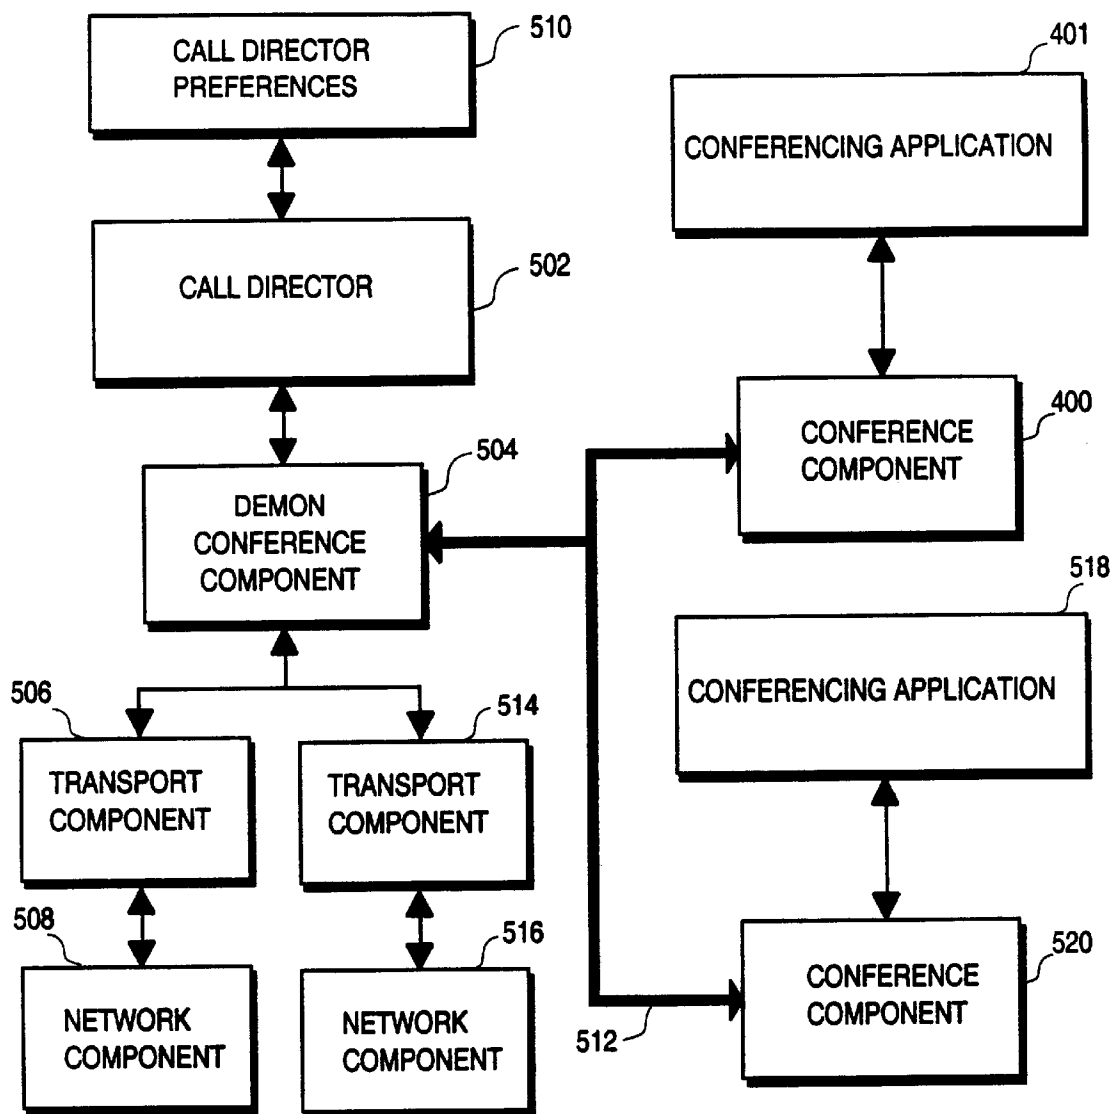 510
CALL DIRECTOR
PREFERENCES
401
CONFERENCING APPLICATION
502
CALL DIRECTOR
400
CONFERENCE
COMPONENT
504
DEMON
CONFERENCE
COMPONENT
518
CONFERENCING APPLICATION
506
TRANSPORT
COMPONENT
514
TRANSPORT
COMPONENT
508
NETWORK
COMPONENT
516
NETWORK
COMPONENT
520
CONFERENCE
COMPONENT
512